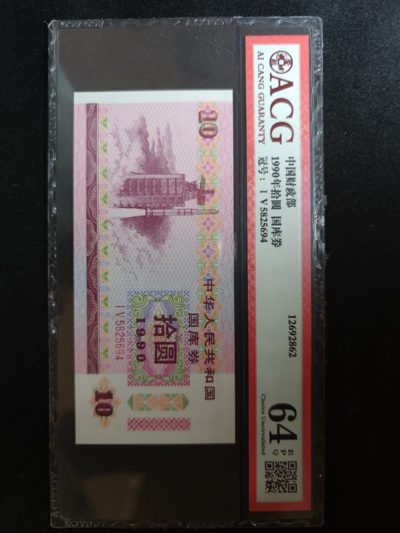 ACG
AI CANG GUARANTY
中国财政部
1990年拾圆 国库券
冠号: I V 5825694
12692862
64
E
P
Q
Choice Uncirculated
10
中华人民共和国
国库券
拾圆
1990
I V 5825694
10